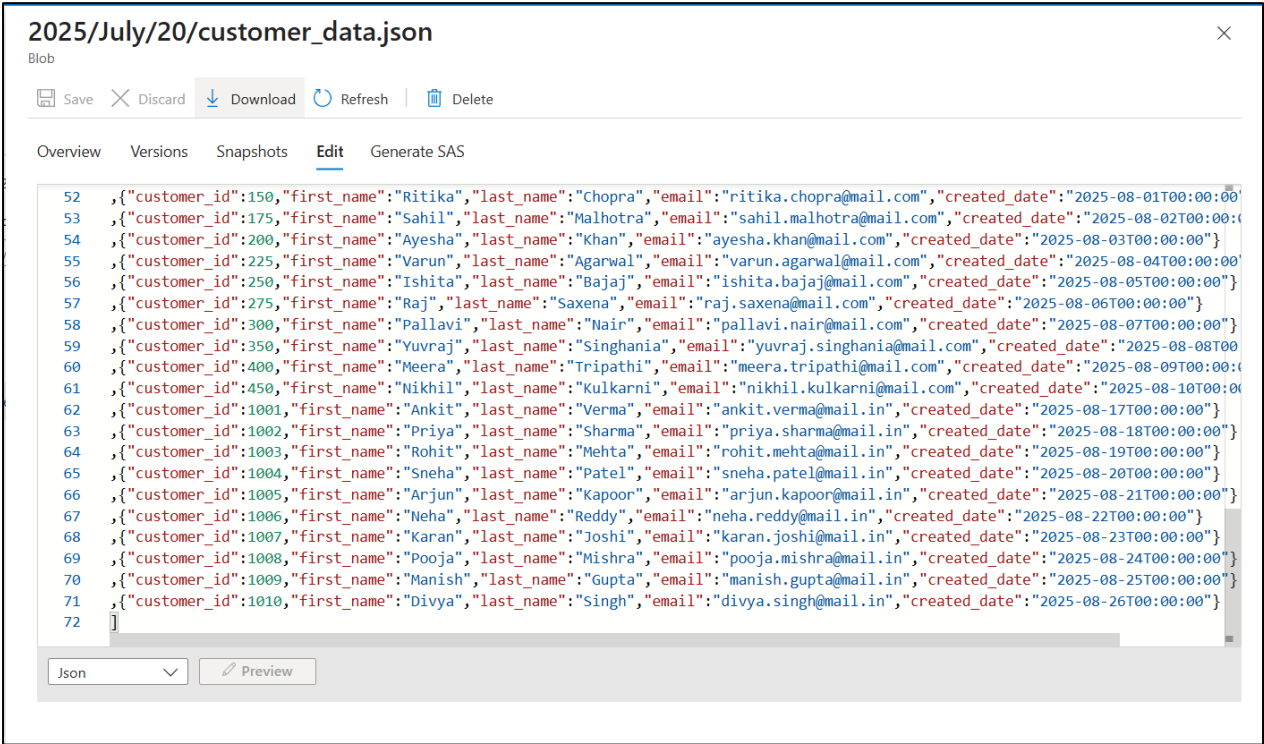 2025/July/20/customer_data.json
Blob
Save Discard Download Refresh Delete
Overview Versions Snapshots Edit Generate SAS
52 ,{"customer_id":150,"first_name":"Ritika","last_name":"Chopra","email":"ritika.chopra@mail.com","created_date":"2025-08-01T00:00:00"
53 ,{"customer_id":175,"first_name":"Sahil","last_name":"Malhotra","email":"sahil.malhotra@mail.com","created_date":"2025-08-02T00:00:0
54 ,{"customer_id":200,"first_name":"Ayesha","last_name":"Khan","email":"ayesha.khan@mail.com","created_date":"2025-08-03T00:00:00"}
55 ,{"customer_id":225,"first_name":"Varun","last_name":"Agarwal","email":"varun.agarwal@mail.com","created_date":"2025-08-04T00:00:00"
56 ,{"customer_id":250,"first_name":"Ishita","last_name":"Bajaj","email":"ishita.bajaj@mail.com","created_date":"2025-08-05T00:00:00"}
57 ,{"customer_id":275,"first_name":"Raj","last_name":"Saxena","email":"raj.saxena@mail.com","created_date":"2025-08-06T00:00:00"}
58 ,{"customer_id":300,"first_name":"Pallavi","last_name":"Nair","email":"pallavi.nair@mail.com","created_date":"2025-08-07T00:00:00"}
59 ,{"customer_id":350,"first_name":"Yuvraj","last_name":"Singhania","email":"yuvraj.singhania@mail.com","created_date":"2025-08-08T00
60 ,{"customer_id":400,"first_name":"Meera","last_name":"Tripathi","email":"meera.tripathi@mail.com","created_date":"2025-08-09T00:00:0
61 ,{"customer_id":450,"first_name":"Nikhil","last_name":"Kulkarni","email":"nikhil.kulkarni@mail.com","created_date":"2025-08-10T00:00
62 ,{"customer_id":1001,"first_name":"Ankit","last_name":"Verma","email":"ankit.verma@mail.in","created_date":"2025-08-17T00:00:00"}
63 ,{"customer_id":1002,"first_name":"Priya","last_name":"Sharma","email":"priya.sharma@mail.in","created_date":"2025-08-18T00:00:00"}
64 ,{"customer_id":1003,"first_name":"Rohit","last_name":"Mehta","email":"rohit.mehta@mail.in","created_date":"2025-08-19T00:00:00"}
65 ,{"customer_id":1004,"first_name":"Sneha","last_name":"Patel","email":"sneha.patel@mail.in","created_date":"2025-08-20T00:00:00"}
66 ,{"customer_id":1005,"first_name":"Arjun","last_name":"Kapoor","email":"arjun.kapoor@mail.in","created_date":"2025-08-21T00:00:00"}
67 ,{"customer_id":1006,"first_name":"Neha","last_name":"Reddy","email":"neha.reddy@mail.in","created_date":"2025-08-22T00:00:00"}
68 ,{"customer_id":1007,"first_name":"Karan","last_name":"Joshi","email":"karan.joshi@mail.in","created_date":"2025-08-23T00:00:00"}
69 ,{"customer_id":1008,"first_name":"Pooja","last_name":"Mishra","email":"pooja.mishra@mail.in","created_date":"2025-08-24T00:00:00"}
70 ,{"customer_id":1009,"first_name":"Manish","last_name":"Gupta","email":"manish.gupta@mail.in","created_date":"2025-08-25T00:00:00"}
71 ,{"customer_id":1010,"first_name":"Divya","last_name":"Singh","email":"divya.singh@mail.in","created_date":"2025-08-26T00:00:00"}
72 ]
Json Preview